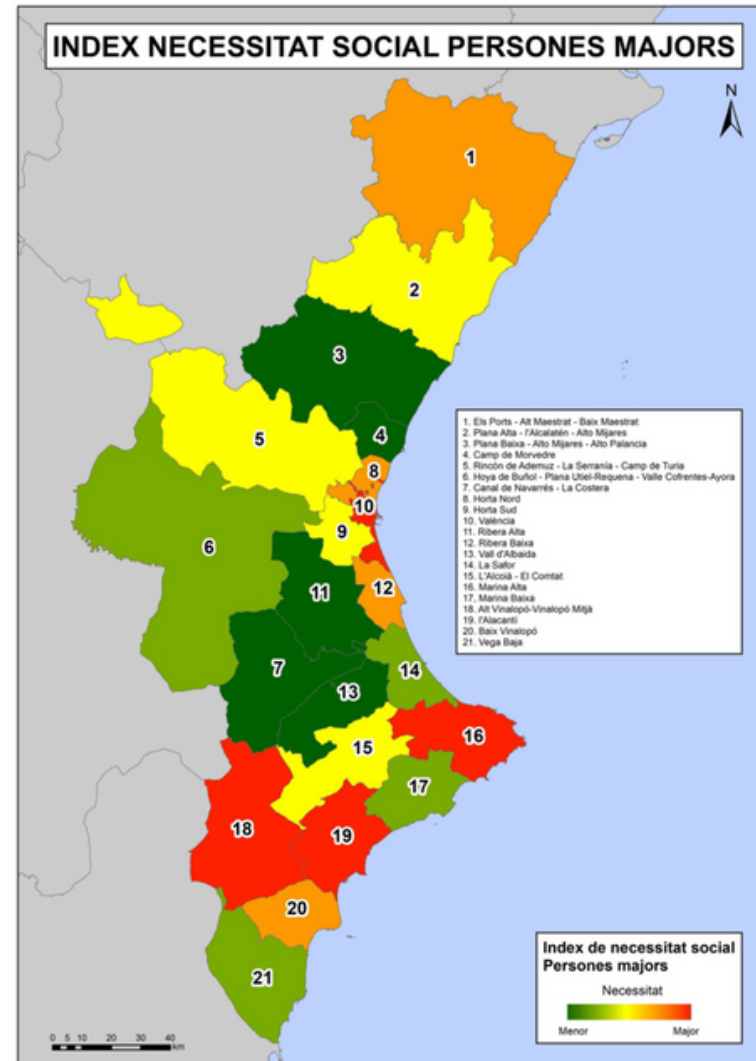 INDEX NECESSITAT SOCIAL PERSONES MAJORS
N
1
2
3
4
5
8
10
9
6
12
11
7
14
13
16
15
17
18
19
20
21
1. Els Ports - Alt Maestrat - Baix Maestrat
2. Plana Alta - l'Alcalatén - Alto Mijares
3. Plana Baixa - Alto Mijares - Alto Palancia
4. Camp de Morvedre
5. Rincón de Ademuz - La Serranía - Camp de Turia
6. Hoya de Buñol - Plana Utiel-Requena - Valle Cofrentes-Ayora
7. Canal de Navarrés - La Costera
8. Horta Nord
9. Horta Sud
10. València
11. Ribera Alta
12. Ribera Baixa
13. Vall d'Albaida
14. La Safor
15. L'Alcoià - El Comtat
16. Marina Alta
17, Marina Baixa
18. Alt Vinalopó-Vinalopó Mitjà
19. l'Alacantí
20. Baix Vinalopó
21. Vega Baja
Index de necessitat social
Persones majors
Necessitat
Menor Major
0 5 10 20 30 40
km